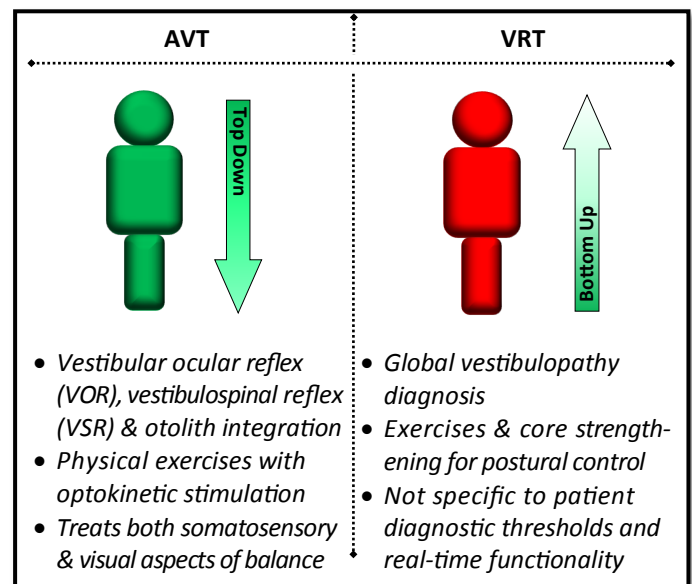 AVT
Top Down
• Vestibular ocular reflex
(VOR), vestibulospinal reflex
(VSR) & otolith integration
• Physical exercises with
optokinetic stimulation
• Treats both somatosensory
& visual aspects of balance
VRT
Bottom Up
• Global vestibulopathy
diagnosis
• Exercises & core strength-
ening for postural control
• Not specific to patient
diagnostic thresholds and
real-time functionality